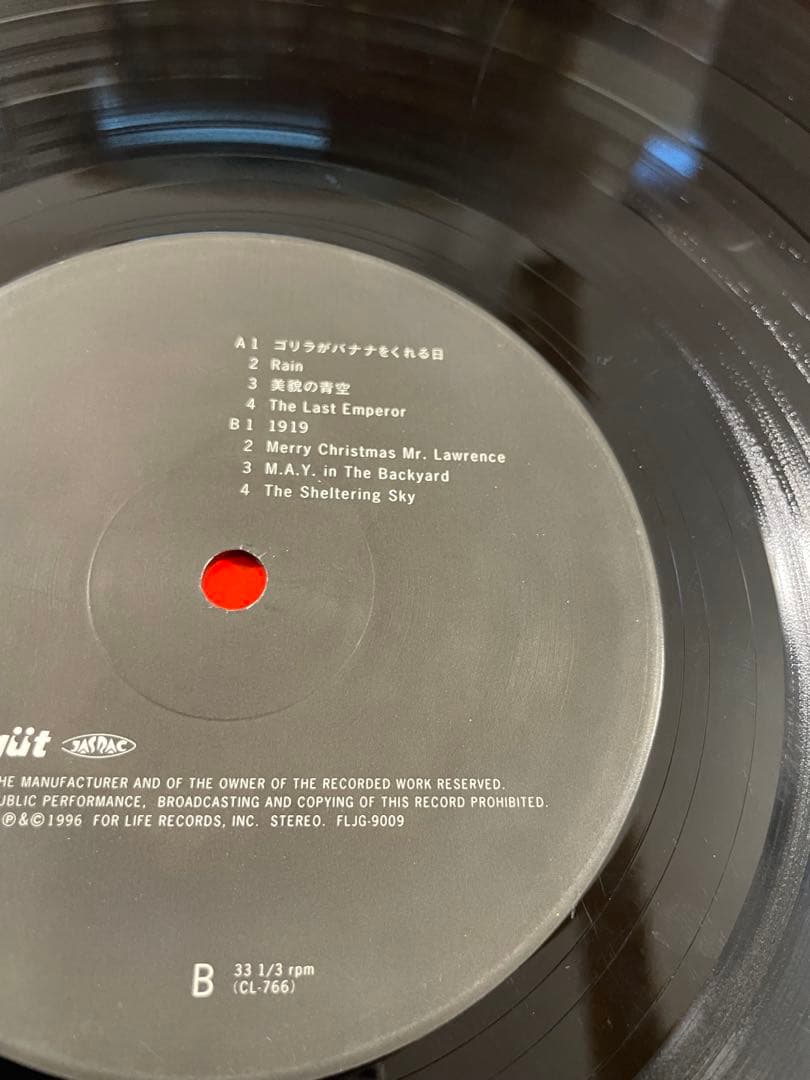 A 1 ゴリラがバナナをくれる日
2 Rain
3 美貌の青空
4 The Last Emperor
B 1 1919
2 Merry Christmas Mr. Lawrence
3 M.A.Y. in The Backyard
4 The Sheltering Sky
güt JASRAC
THE MANUFACTURER AND OF THE OWNER OF THE RECORDED WORK RESERVED.
PUBLIC PERFORMANCE, BROADCASTING AND COPYING OF THIS RECORD PROHIBITED.
℗&©1996 FOR LIFE RECORDS, INC. STEREO. FLJG-9009
B 33 1/3 rpm
(CL-766)